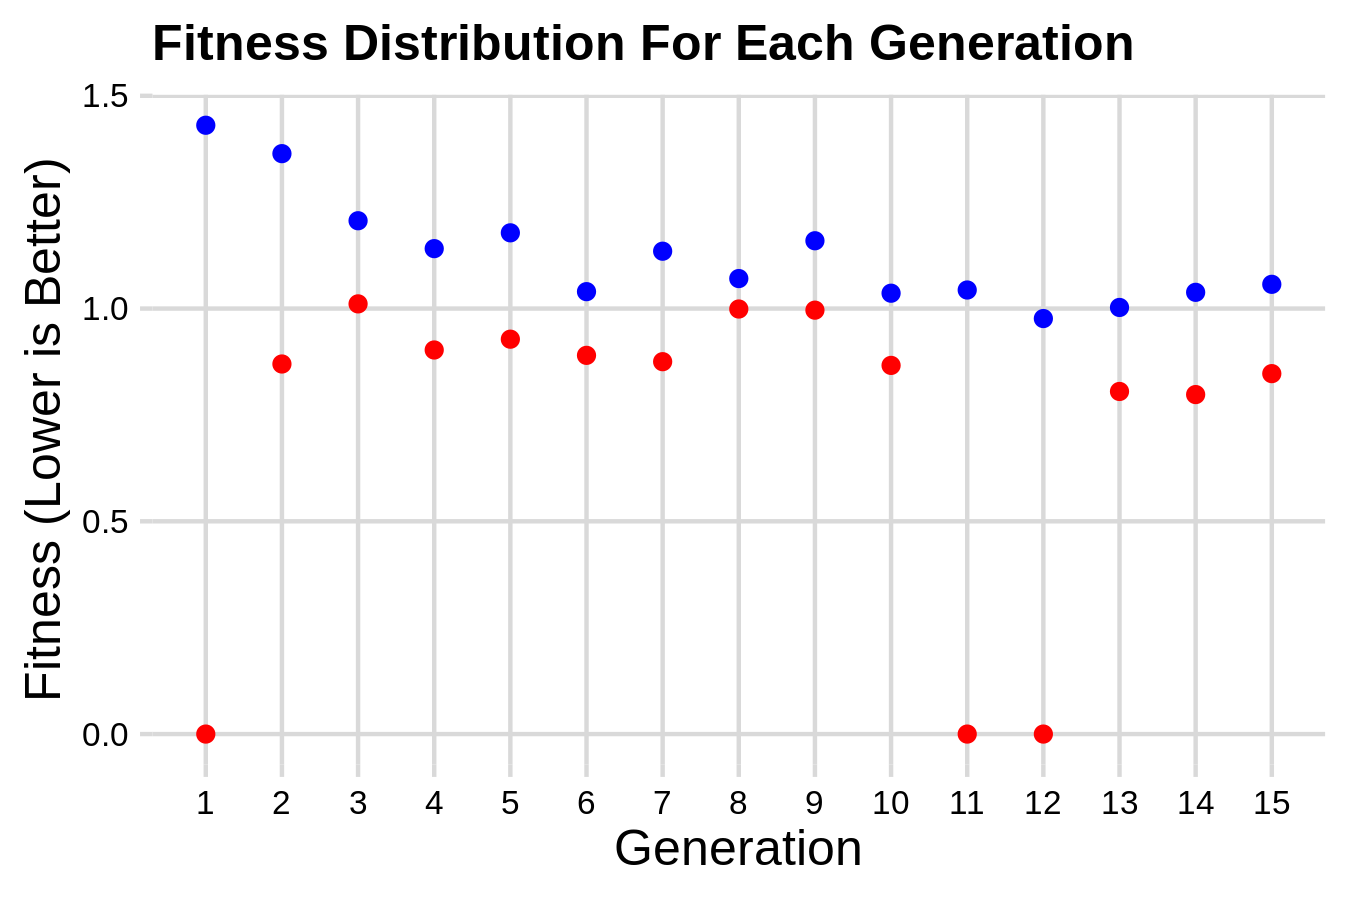 Fitness Distribution For Each Generation
Fitness (Lower is Better)
1.5
1.0
0.5
0.0
1 2 3 4 5 6 7 8 9 10 11 12 13 14 15
Generation